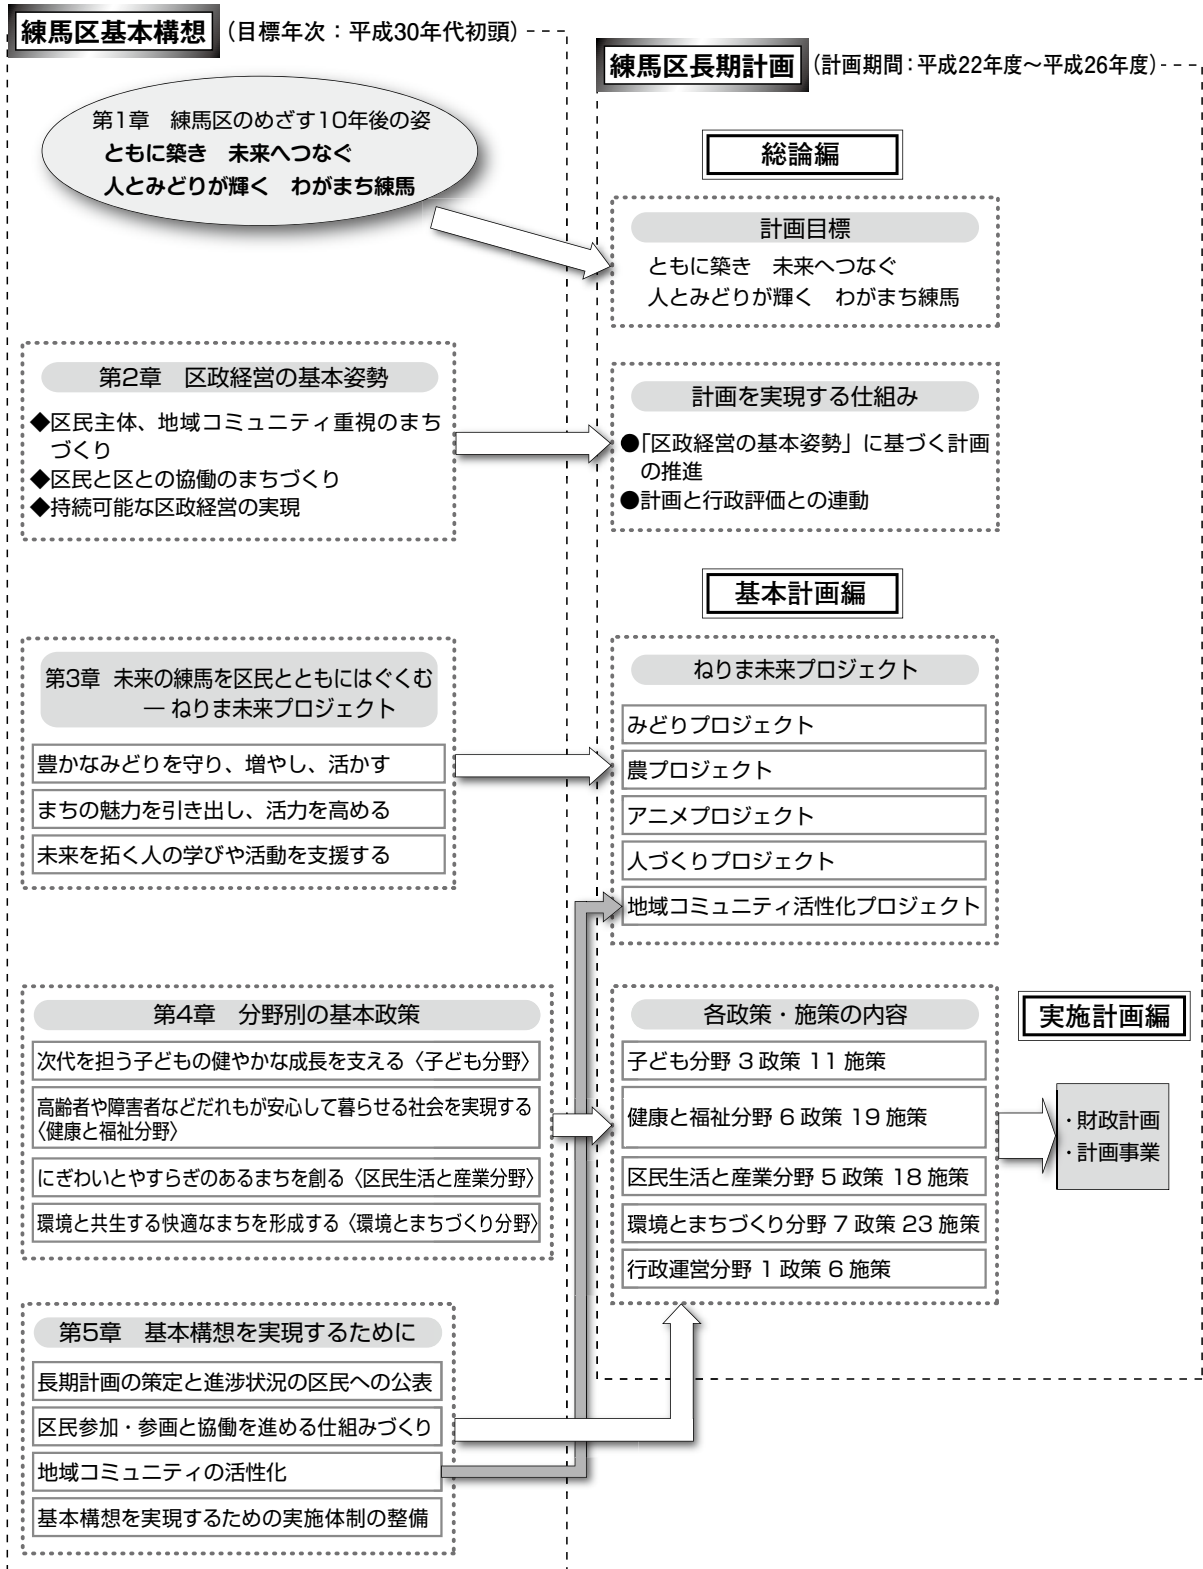 練馬区基本構想（目標年次：平成30年代初頭）
第1章　練馬区のめざす10年後の姿
ともに築き　未来へつなぐ
人とみどりが輝く　わがまち練馬
第2章　区政経営の基本姿勢
◆区民主体、地域コミュニティ重視のまち
づくり
◆区民と区との協働のまちづくり
◆持続可能な区政経営の実現
第3章 未来の練馬を区民とともにはぐくむ
― ねりま未来プロジェクト
豊かなみどりを守り、増やし、活かす
まちの魅力を引き出し、活力を高める
未来を拓く人の学びや活動を支援する
第4章　分野別の基本政策
次代を担う子どもの健やかな成長を支える〈子ども分野〉
高齢者や障害者などだれもが安心して暮らせる社会を実現する
〈健康と福祉分野〉
にぎわいとやすらぎのあるまちを創る〈区民生活と産業分野〉
環境と共生する快適なまちを形成する〈環境とまちづくり分野〉
第5章　基本構想を実現するために
長期計画の策定と進渉状況の区民への公表
区民参加・参画と協働を進める仕組みづくり
地域コミュニティの活性化
基本構想を実現するための実施体制の整備
練馬区長期計画（計画期間：平成22年度～平成26年度）
総論編
計画目標
ともに築き　未来へつなぐ
人とみどりが輝く　わがまち練馬
計画を実現する仕組み
●「区政経営の基本姿勢」に基づく計画
の推進
●計画と行政評価との連動
基本計画編
ねりま未来プロジェクト
みどりプロジェクト
農プロジェクト
アニメプロジェクト
人づくりプロジェクト
地域コミュニティ活性化プロジェクト
各政策・施策の内容
子ども分野 3 政策 11 施策
健康と福祉分野 6 政策 19 施策
区民生活と産業分野 5 政策 18 施策
環境とまちづくり分野 7 政策 23 施策
行政運営分野 1 政策 6 施策
実施計画編
・財政計画
・計画事業